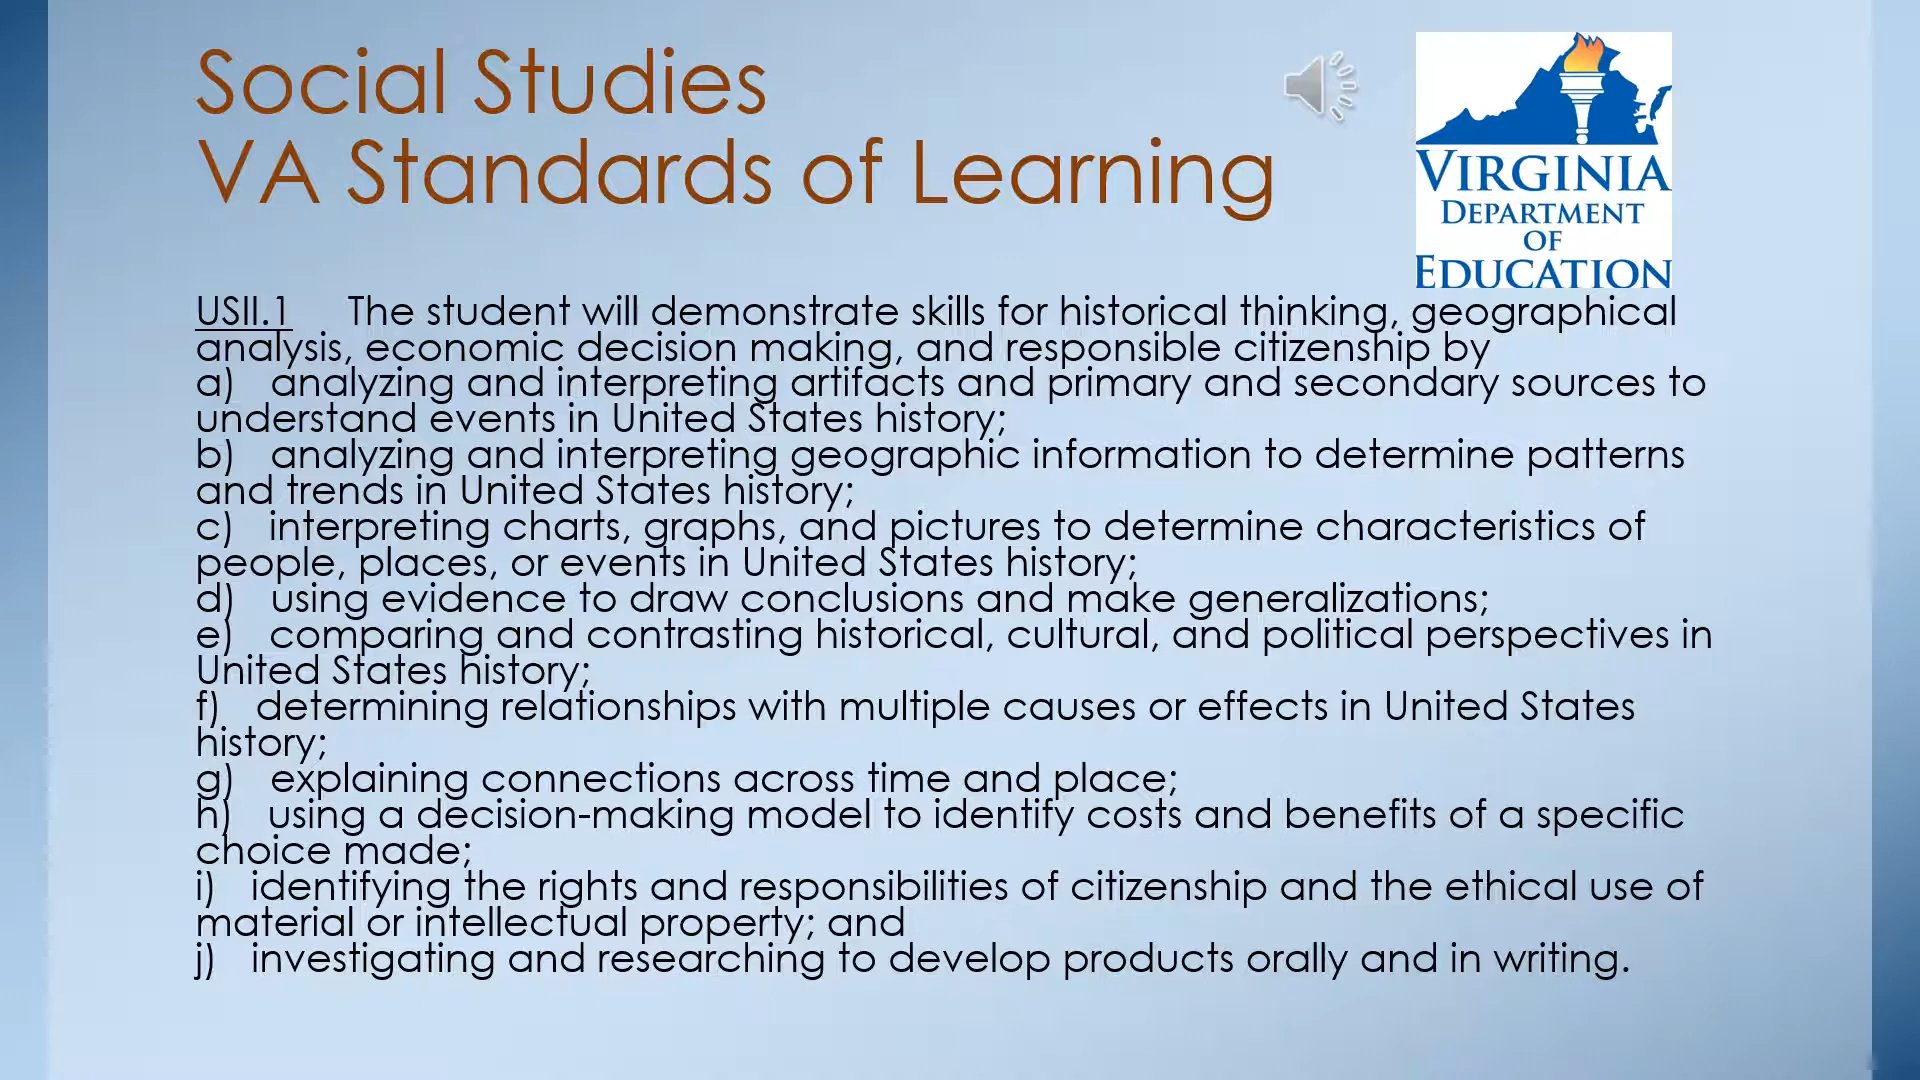 Social Studies
VA Standards of Learning
VIRGINIA
DEPARTMENT
OF
EDUCATION
USII.1 The student will demonstrate skills for historical thinking, geographical
analysis, economic decision making, and responsible citizenship by
a) analyzing and interpreting artifacts and primary and secondary sources to
understand events in United States history;
b) analyzing and interpreting geographic information to determine patterns
and trends in United States history;
c) interpreting charts, graphs, and pictures to determine characteristics of
people, places, or events in United States history;
d) using evidence to draw conclusions and make generalizations;
e) comparing and contrasting historical, cultural, and political perspectives in
United States history;
f) determining relationships with multiple causes or effects in United States
history;
g) explaining connections across time and place;
h) using a decision-making model to identify costs and benefits of a specific
choice made;
i) identifying the rights and responsibilities of citizenship and the ethical use of
material or intellectual property; and
j) investigating and researching to develop products orally and in writing.